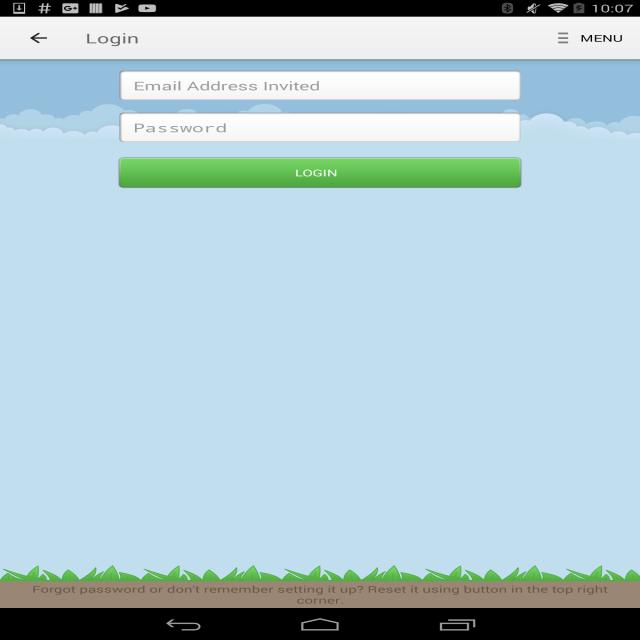 10:07
Login
MENU
Email Address Invited
Password
LOGIN
Forgot password or don't remember setting it up? Reset it using button in the top right
corner.